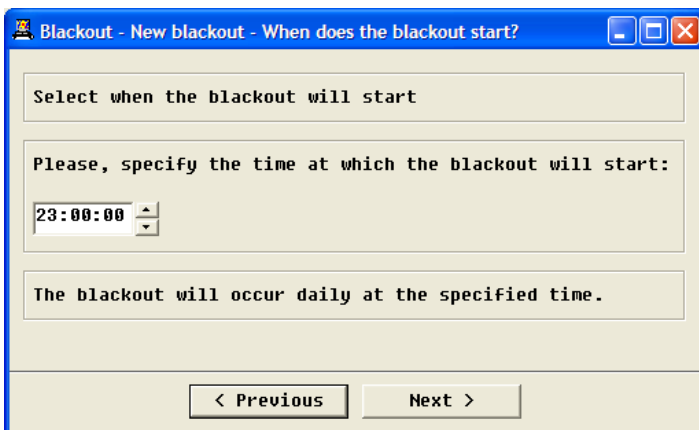 Blackout - New blackout - When does the blackout start?
Select when the blackout will start
Please, specify the time at which the blackout will start:
23:00:00
The blackout will occur daily at the specified time.
< Previous
Next >